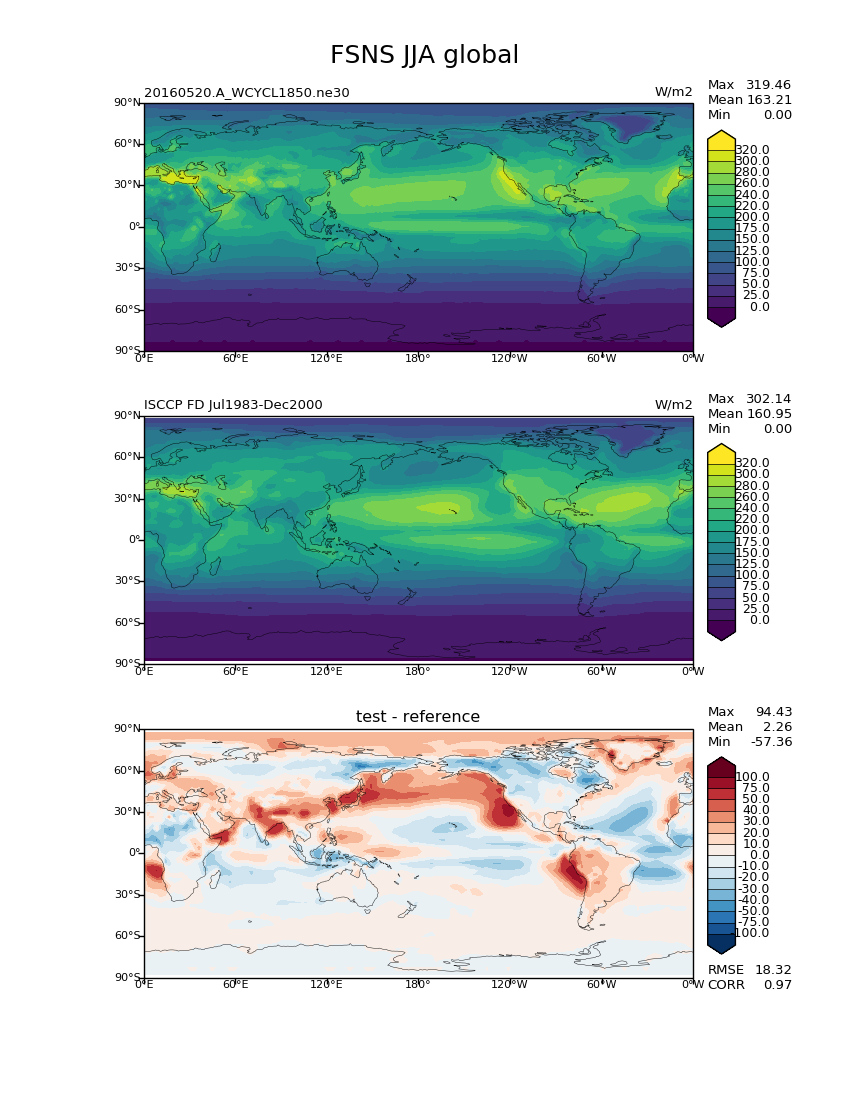 FSNS JJA global
20160520.A_WCYCL1850.ne30
W/m2
Max 319.46
Mean 163.21
Min 0.00
90°N
60°N
30°N
0°
30°S
60°S
90°S
0°E 60°E 120°E 180° 120°W 60°W 0°W
320.0
300.0
280.0
260.0
240.0
220.0
200.0
175.0
150.0
125.0
100.0
75.0
50.0
25.0
0.0
ISCCP FD Jul1983-Dec2000
W/m2
Max 302.14
Mean 160.95
Min 0.00
90°N
60°N
30°N
0°
30°S
60°S
90°S
0°E 60°E 120°E 180° 120°W 60°W 0°W
320.0
300.0
280.0
260.0
240.0
220.0
200.0
175.0
150.0
125.0
100.0
75.0
50.0
25.0
0.0
test - reference
Max 94.43
Mean 2.26
Min -57.36
90°N
60°N
30°N
0°
30°S
60°S
90°S
0°E 60°E 120°E 180° 120°W 60°W 0°W
100.0
75.0
50.0
40.0
30.0
20.0
10.0
0.0
-10.0
-20.0
-30.0
-40.0
-50.0
-75.0
-100.0
RMSE 18.32
CORR 0.97